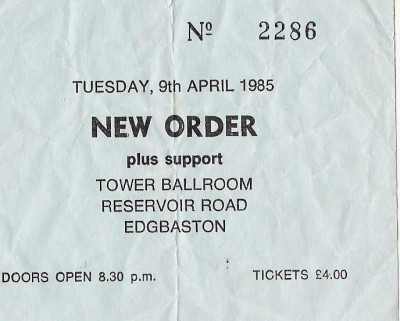 Nº 2286
TUESDAY, 9th APRIL 1985
NEW ORDER
plus support
TOWER BALLROOM
RESERVOIR ROAD
EDGBASTON
DOORS OPEN 8.30 p.m. TICKETS £4.00